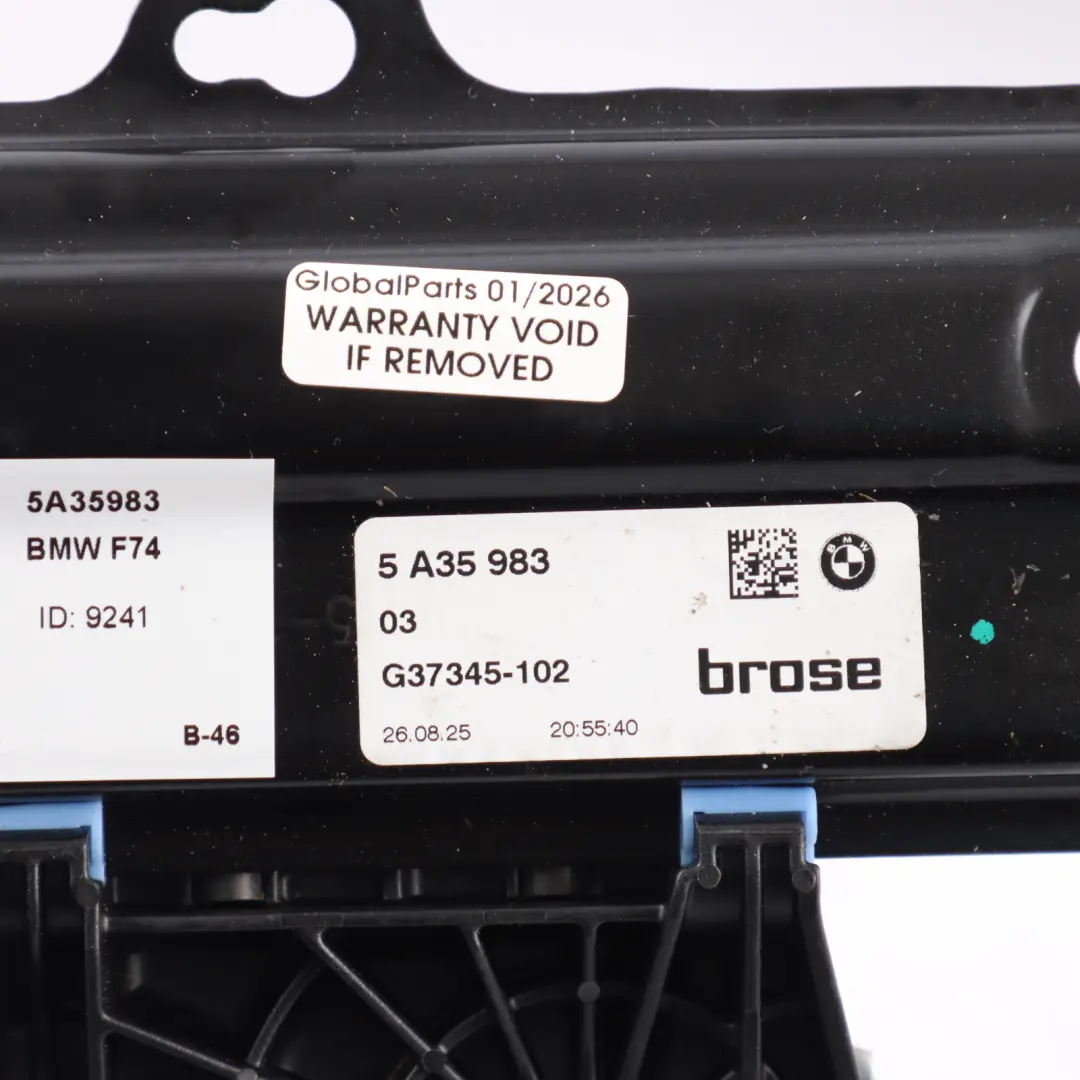 GlobalParts 01/2026
WARRANTY VOID
IF REMOVED
5A35983
BMW F74
ID: 9241
B-46
5 A35 983
BMW
03
G37345-102
brose
26.08.25 20:55:40